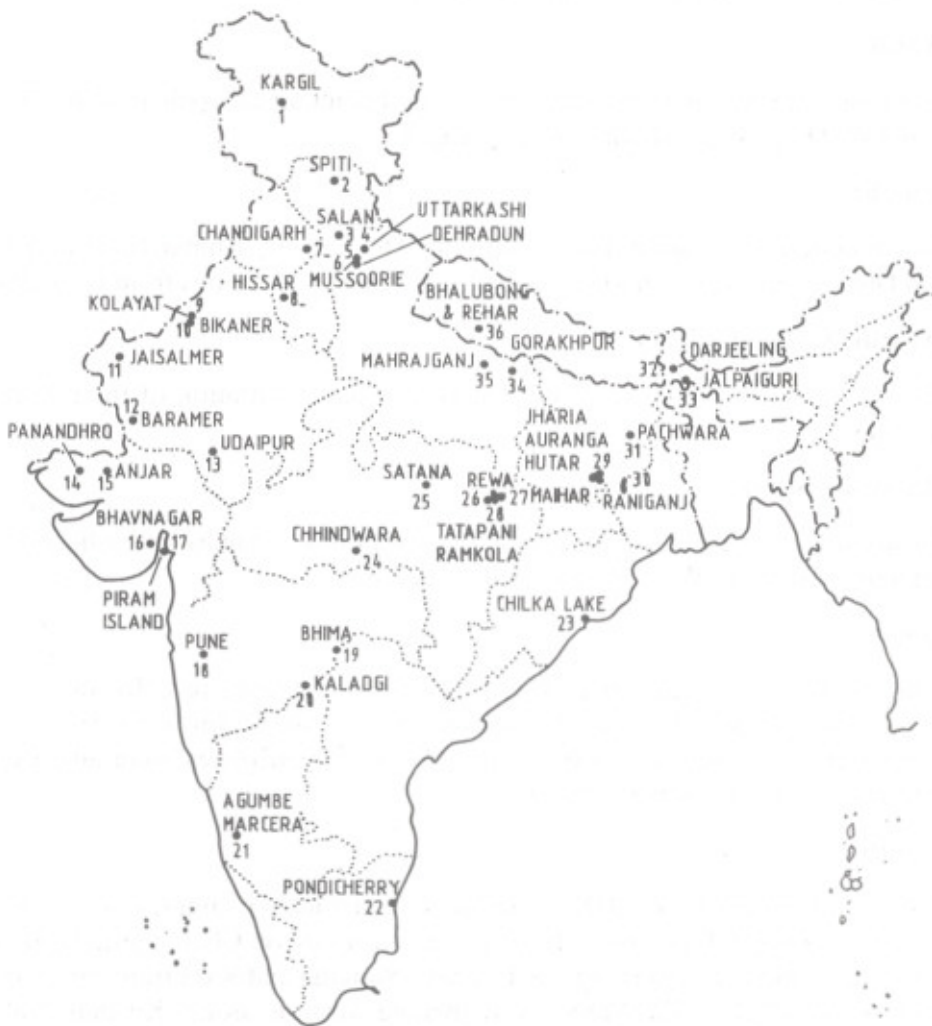 KARGIL
1
SPITI
2
SALAN
3
4
UTTARKASHI
CHANDIGARH
7
5
DEHRADUN
6
MUSSOORIE
HISSAR
8
KOLAYAT
9
10
BIKANER
BHALUBONG
& REHAR
36
JAISALMER
11
MAHRAJGANJ
35
GORAKHPUR
34
DARJEELING
32
JALPAIGURI
33
12
BARAMER
PANANDHRO
14
ANJAR
15
UDAIPUR
13
JHARIA
AURANGA
HUTAR
29
PACHWARA
31
SATANA
25
REWA
26
27
MAIHAR
28
30
RANIGANJ
TATAPANI
RAMKOLA
BHAVNAGAR
16
17
PIRAM
ISLAND
CHHINDWARA
24
CHILKA LAKE
23
PUNE
18
BHIMA
19
KALADGI
20
AGUMBE
MARCERA
21
PONDICHERRY
22